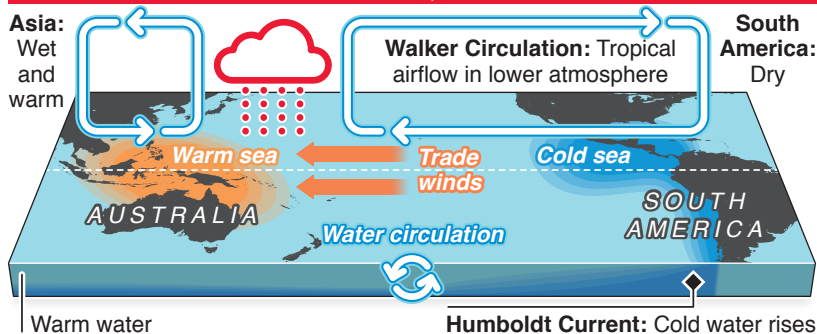 Asia:
Wet
and
warm
Walker Circulation: Tropical
airflow in lower atmosphere
South
America:
Dry
Warm sea
Trade
winds
Cold sea
AUSTRALIA
SOUTH
AMERICA
Water circulation
Warm water
Humboldt Current: Cold water rises